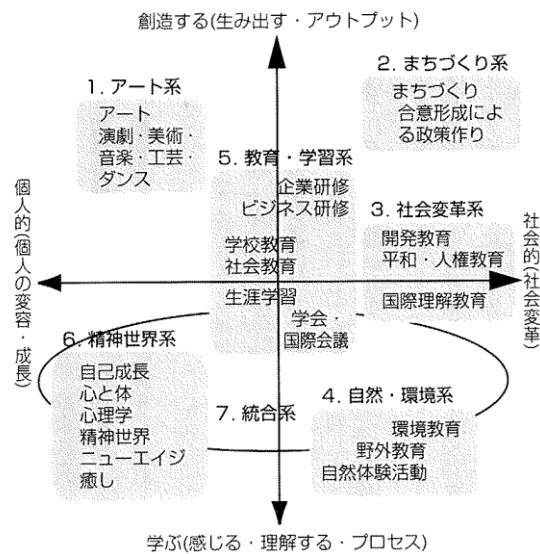 創造する(生み出す・アウトプット)
1. アート系
アート
演劇・美術・
音楽・工芸・
ダンス
2. まちづくり系
まちづくり
合意形成によ
る政策作り
5. 教育・学習系
企業研修
ビジネス研修
学校教育
社会教育
生涯学習
学会・
国際会議
3. 社会変革系
開発教育
平和・人権教育
国際理解教育
個人的(個人の変容・成長)
社会的(社会変革)
6. 精神世界系
自己成長
心と体
心理学
精神世界
ニューエイジ
癒し
7. 統合系
4. 自然・環境系
環境教育
野外教育
自然体験活動
学ぶ(感じる・理解する・プロセス)